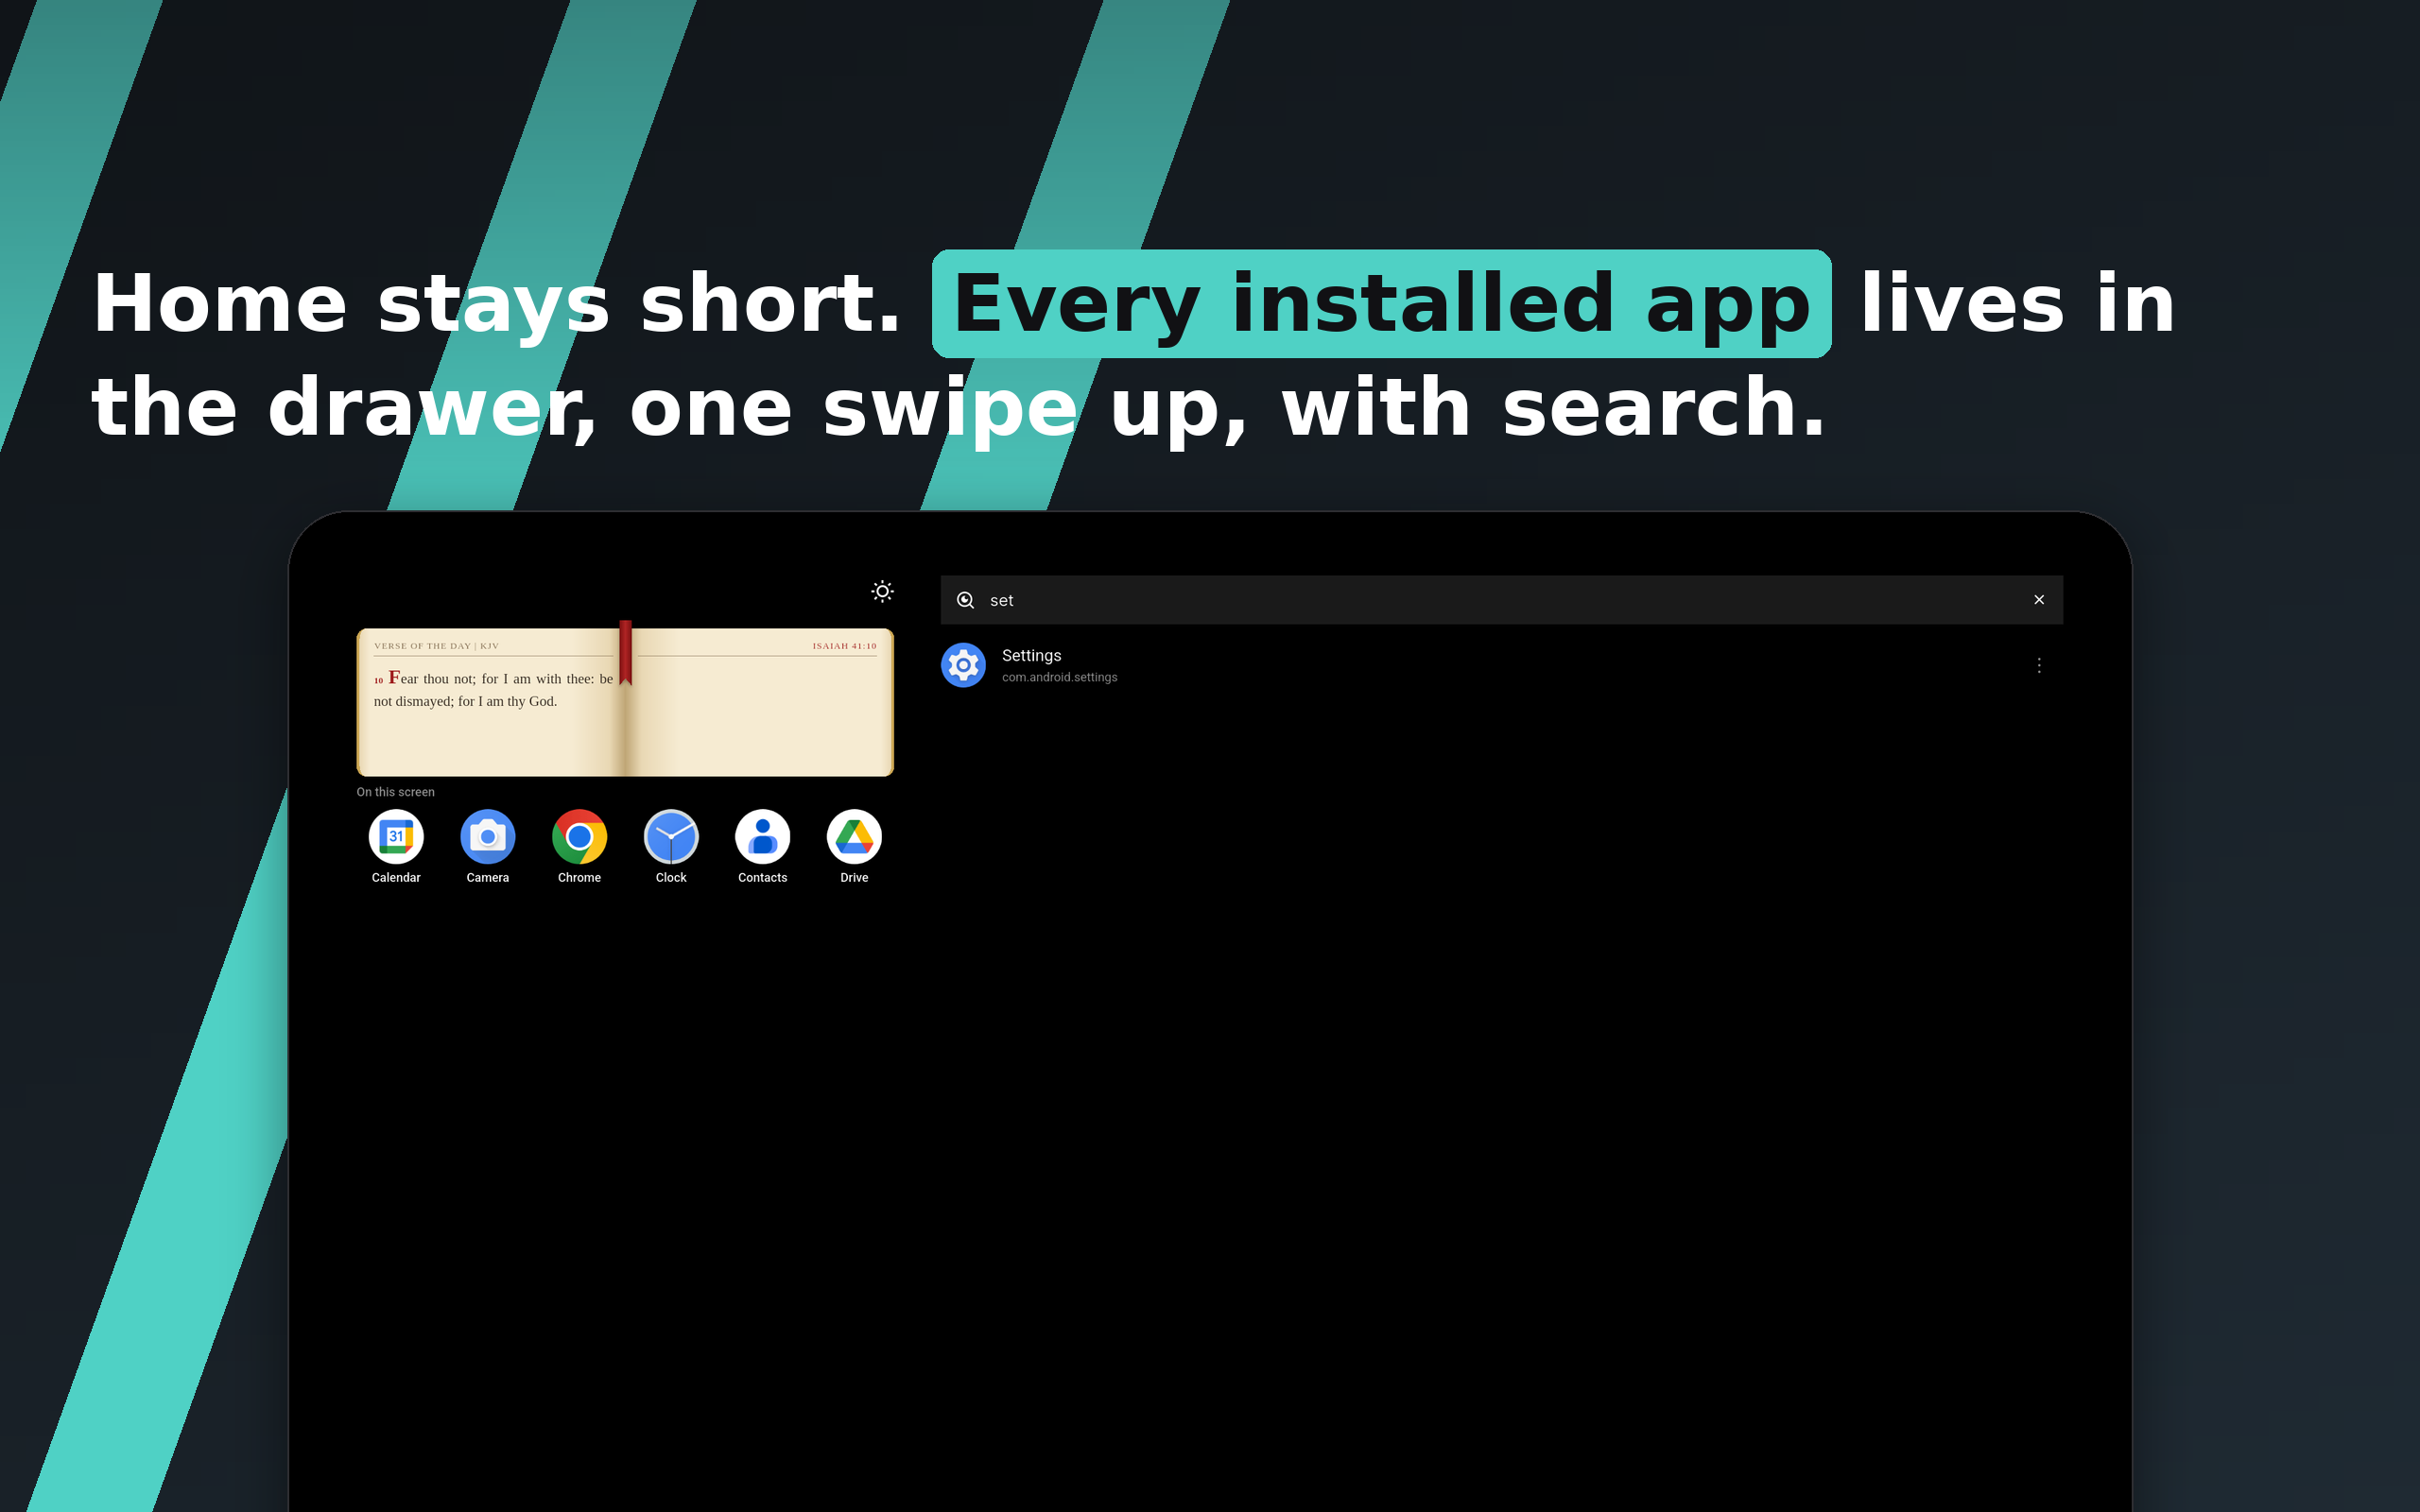 Home stays short. Every installed app lives in
the drawer, one swipe up, with search.
VERSE OF THE DAY | KJV
ISAIAH 41:10
10 Fear thou not; for I am with thee: be
not dismayed; for I am thy God.
On this screen
31
Calendar
Camera
Chrome
Clock
Contacts
Drive
set
Settings
com.android.settings